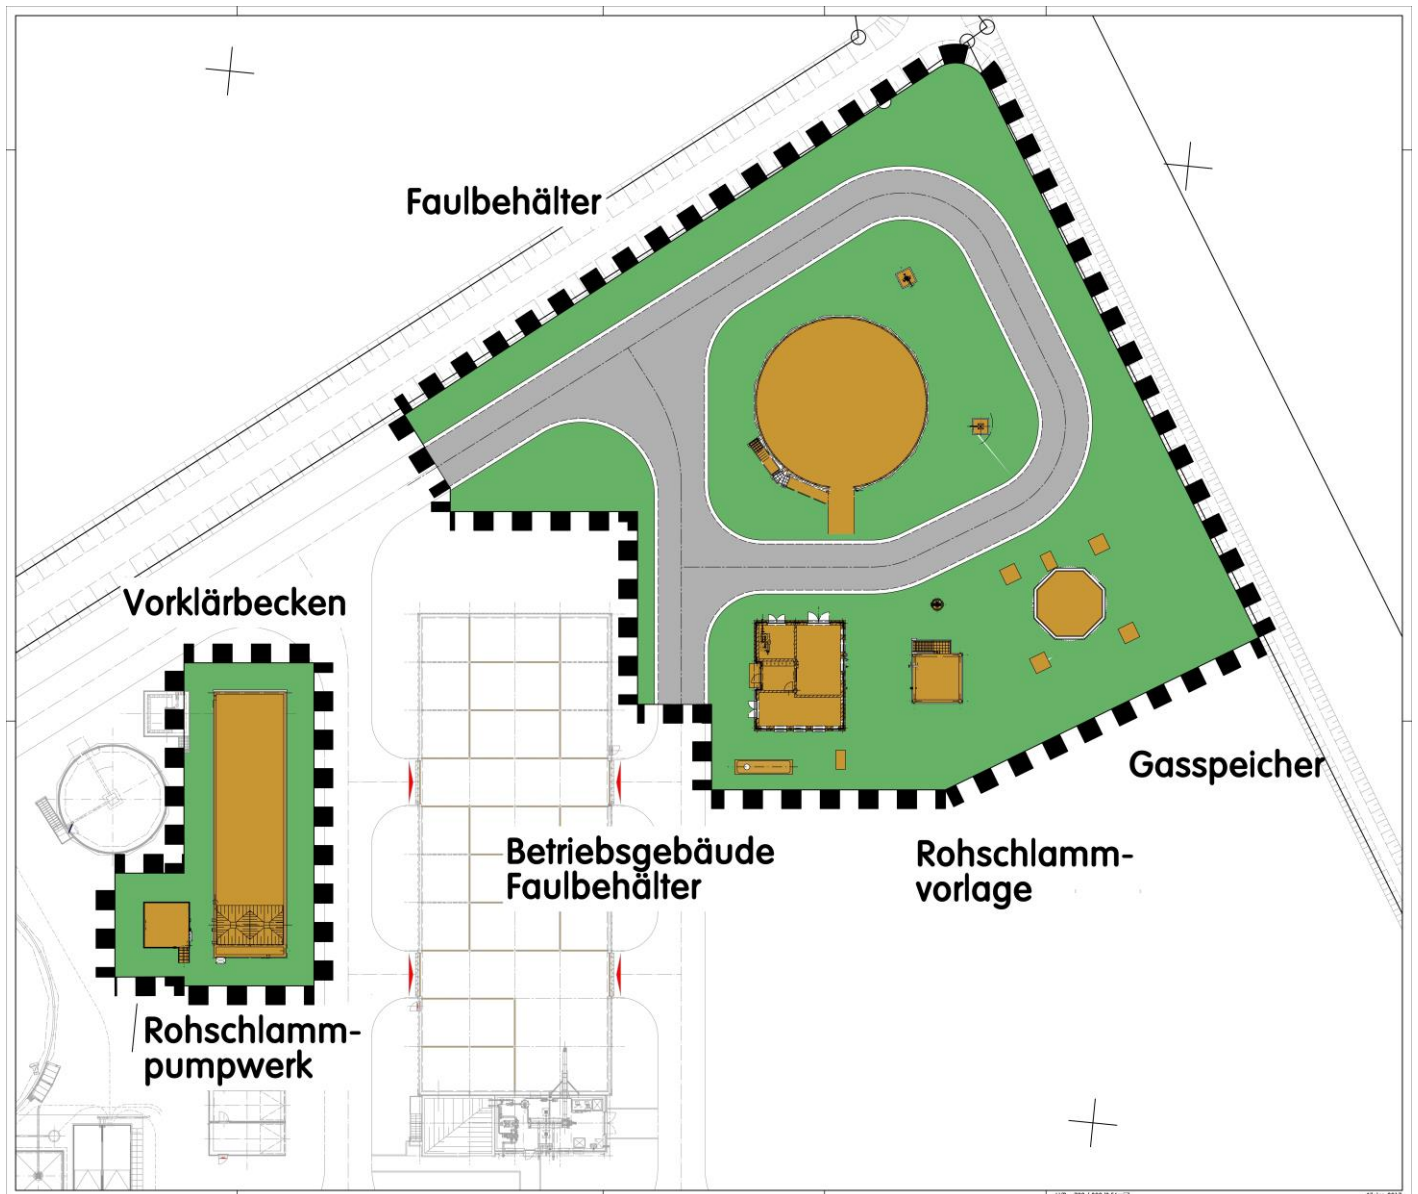 Faulbehälter
Vorklärbecken
Gasspeicher
Betriebsgebäude
Faulbehälter
Rohschlamm-
vorlage
Rohschlamm-
pumpwerk